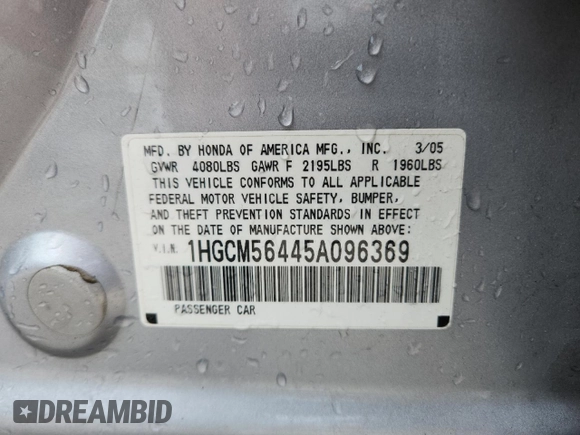 MFD. BY HONDA OF AMERICA MFG., INC. 3/05
GVWR 4080LBS GAWR F 2195LBS R 1960LBS
THIS VEHICLE CONFORMS TO ALL APPLICABLE
FEDERAL MOTOR VEHICLE SAFETY, BUMPER,
AND THEFT PREVENTION STANDARDS IN EFFECT
ON THE DATE OF MANUFACTURE SHOWN ABOVE:
V.I.N: 1HGCM56445A096369
PASSENGER CAR
DREAMBID